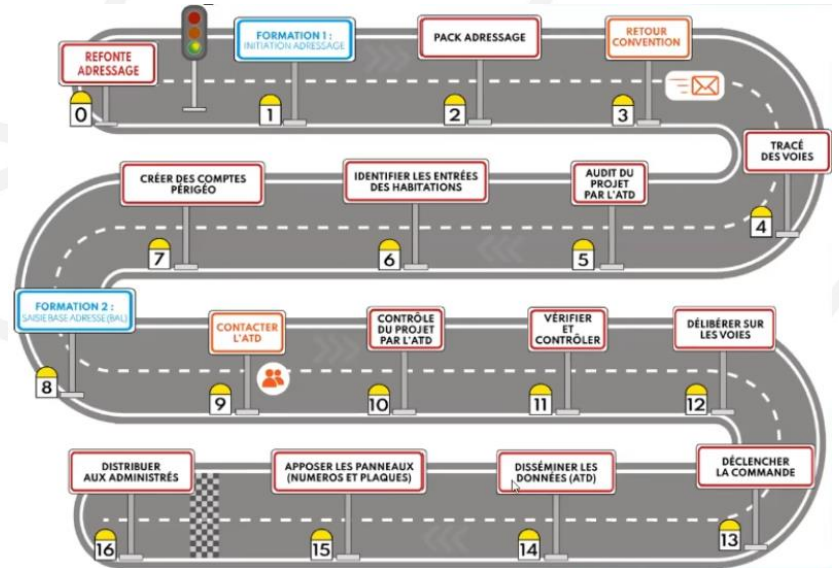 REFONTE
ADRESSAGE
0
FORMATION 1 :
INITIATION ADRESSAGE
1
PACK ADRESSAGE
2
RETOUR
CONVENTION
3
TRACÉ
DES VOIES
4
AUDIT DU
PROJET
PAR L'ATD
5
IDENTIFIER LES ENTRÉES
DES HABITATIONS
6
CRÉER DES COMPTES
PÉRIGÉO
7
FORMATION 2 :
SAISIE BASE ADRESSE (BAL)
8
CONTACTER
L'ATD
9
CONTRÔLE
DU PROJET
PAR L'ATD
10
VÉRIFIER
ET
CONTRÔLER
11
DÉLIBÉRER SUR
LES VOIES
12
DÉCLENCHER
LA COMMANDE
13
DISSÉMINER LES
DONNÉES (ATD)
14
APPOSER LES PANNEAUX
(NUMEROS ET PLAQUES)
15
DISTRIBUER
AUX ADMINISTRÉS
16